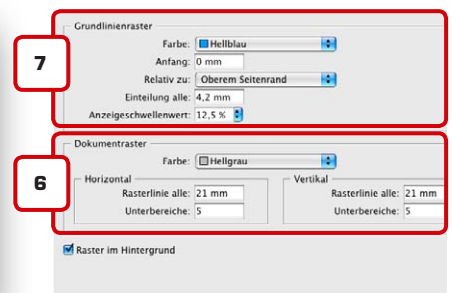 7
Grundlinienraster
Farbe: Hellblau
Anfang: 0 mm
Relativ zu: Oberem Seitenrand
Einteilung alle: 4,2 mm
Anzeigeschwellenwert: 12,5 %
6
Dokumentraster
Farbe: Hellgrau
Horizontal Vertikal
Rasterlinie alle: 21 mm Rasterlinie alle: 21 mm
Unterbereiche: 5 Unterbereiche: 5
Raster im Hintergrund